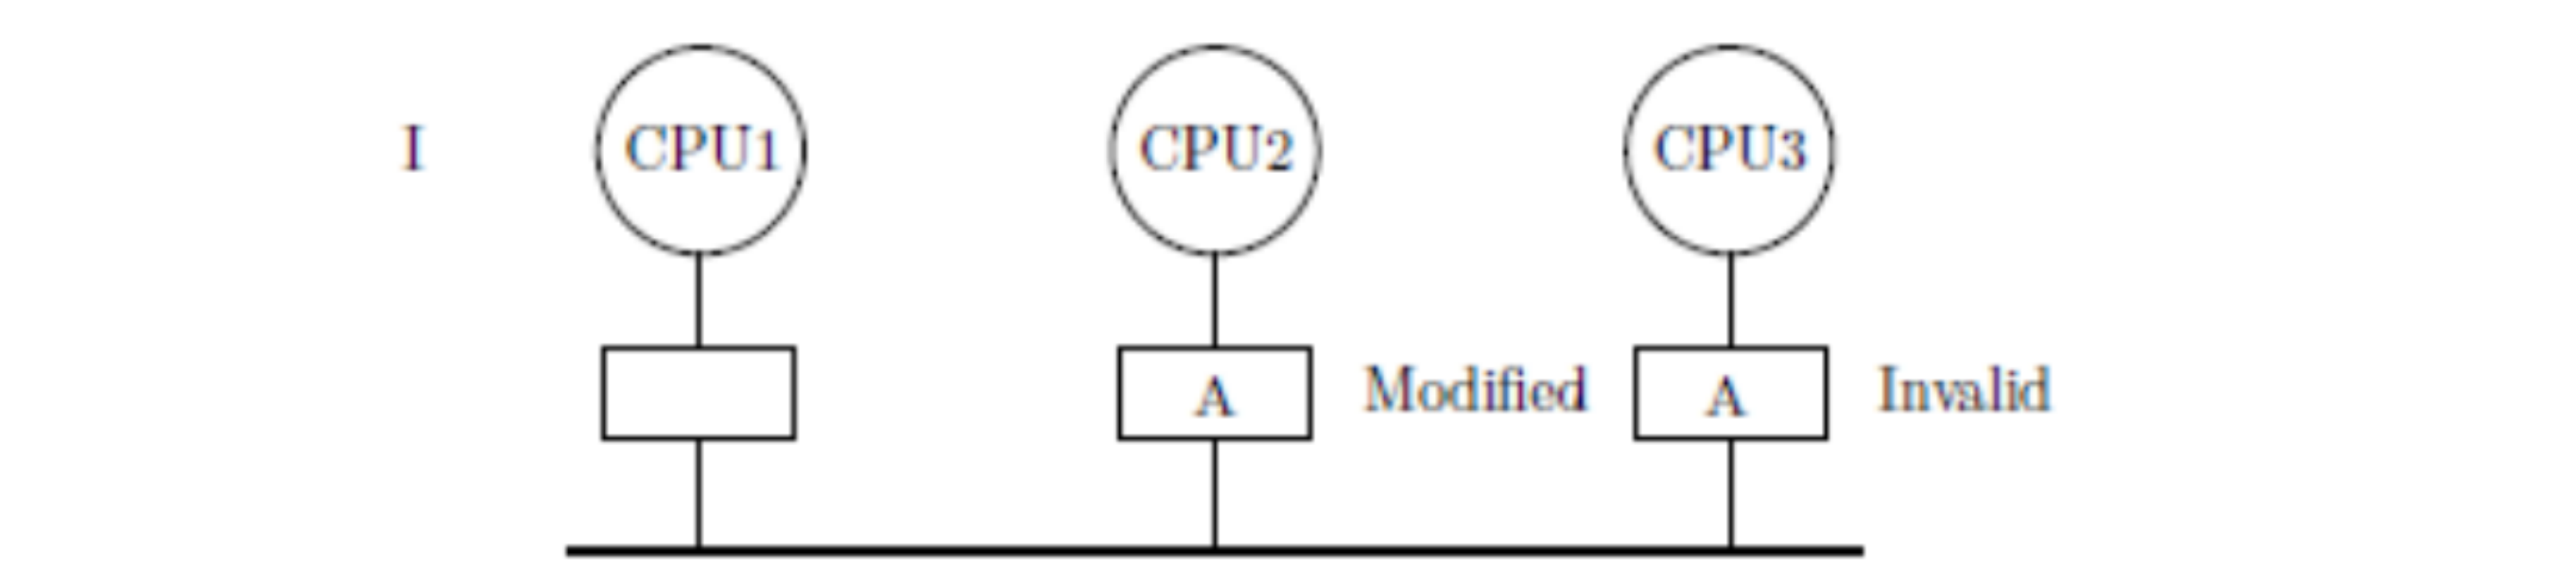 I CPU1 CPU2 CPU3
A Modified A Invalid